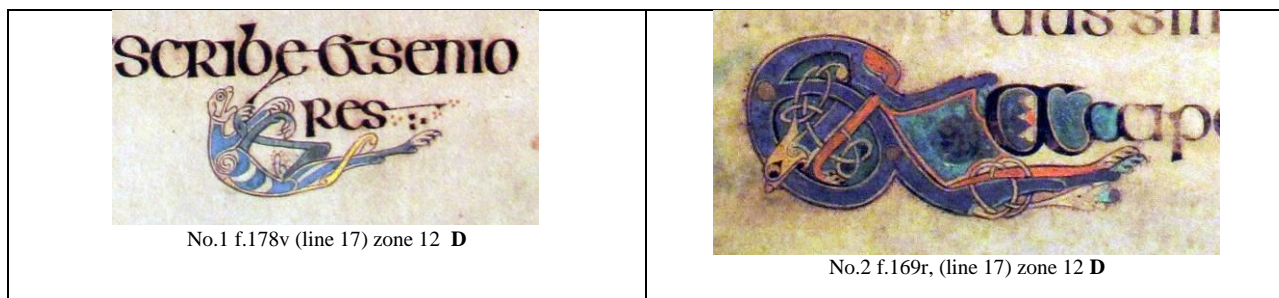 scribe & senio
res
No.1 f.178v (line 17) zone 12 D
No.2 f.169r, (line 17) zone 12 D